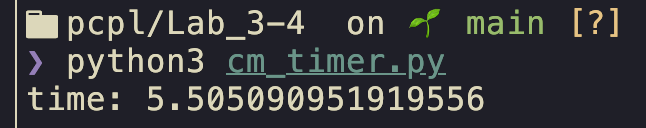 pcpl/Lab_3-4 on main [?]
❯ python3 cm_timer.py
time: 5.505090951919556